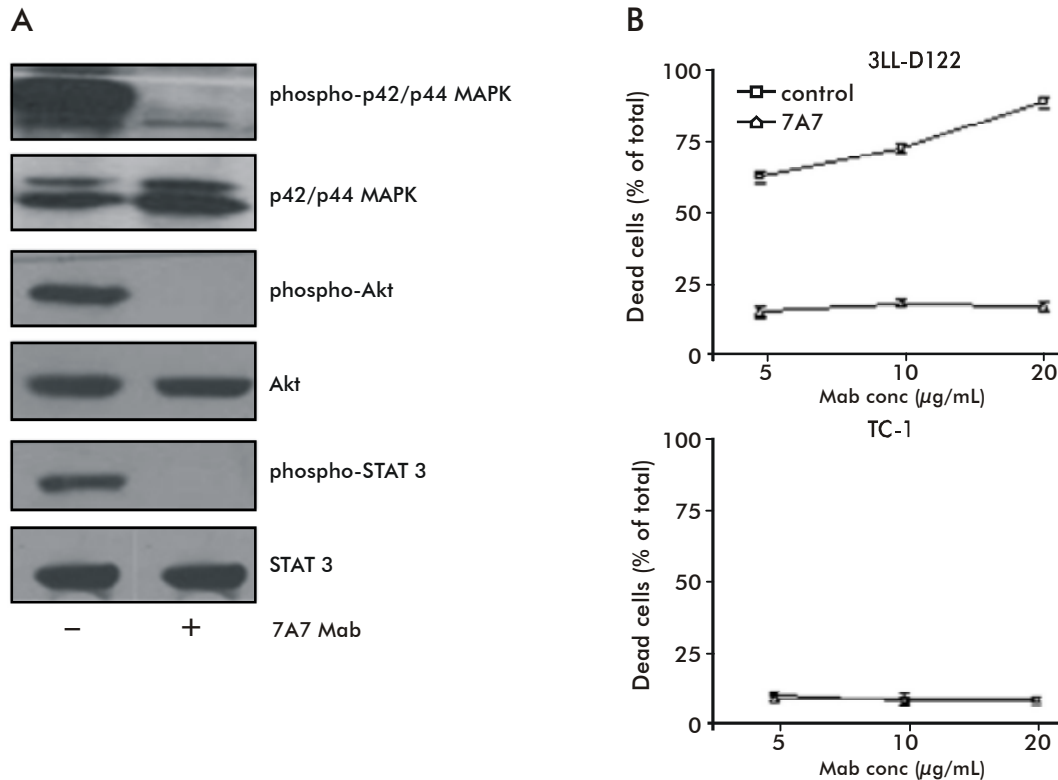 A
phospho-p42/p44 MAPK
p42/p44 MAPK
phospho-Akt
Akt
phospho-STAT 3
STAT 3
– + 7A7 Mab
B
3LL-D122
control
7A7
Dead cells (% of total)
100
75
50
25
0
5 10 20
Mab conc (µg/mL)
TC-1
Dead cells (% of total)
100
75
50
25
0
5 10 20
Mab conc (µg/mL)